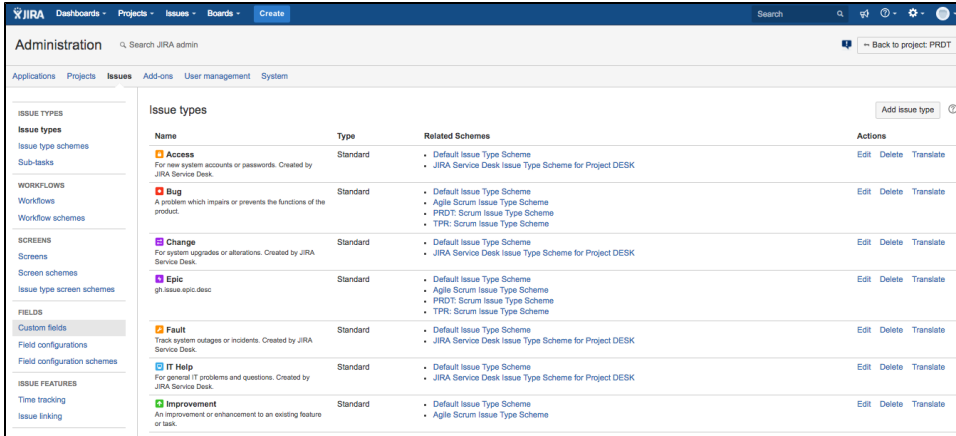 JIRA Dashboards Projects Issues Boards Create Search
Administration Search JIRA admin Back to project: PRDT
Applications Projects Issues Add-ons User management System
ISSUE TYPES
Issue types
Issue type schemes
Sub-tasks
WORKFLOWS
Workflows
Workflow schemes
SCREENS
Screens
Screen schemes
Issue type screen schemes
FIELDS
Custom fields
Field configurations
Field configuration schemes
ISSUE FEATURES
Time tracking
Issue linking
Issue types Add issue type
Name Type Related Schemes Actions
Access Standard • Default Issue Type Scheme Edit Delete Translate
For new system accounts or passwords. Created by • JIRA Service Desk Issue Type Scheme for Project DESK
JIRA Service Desk.
Bug Standard • Default Issue Type Scheme Edit Delete Translate
A problem which impairs or prevents the functions of the • Agile Scrum Issue Type Scheme
product. • PRDT: Scrum Issue Type Scheme
• TPR: Scrum Issue Type Scheme
Change Standard • Default Issue Type Scheme Edit Delete Translate
For system upgrades or alterations. Created by JIRA • JIRA Service Desk Issue Type Scheme for Project DESK
Service Desk.
Epic Standard • Default Issue Type Scheme Edit Delete Translate
gh.issue.epic.desc • Agile Scrum Issue Type Scheme
• PRDT: Scrum Issue Type Scheme
• TPR: Scrum Issue Type Scheme
Fault Standard • Default Issue Type Scheme Edit Delete Translate
Track system outages or incidents. Created by JIRA • JIRA Service Desk Issue Type Scheme for Project DESK
Service Desk.
IT Help Standard • Default Issue Type Scheme Edit Delete Translate
For general IT problems and questions. Created by • JIRA Service Desk Issue Type Scheme for Project DESK
JIRA Service Desk.
Improvement Standard • Default Issue Type Scheme Edit Delete Translate
An improvement or enhancement to an existing feature • Agile Scrum Issue Type Scheme
or task.